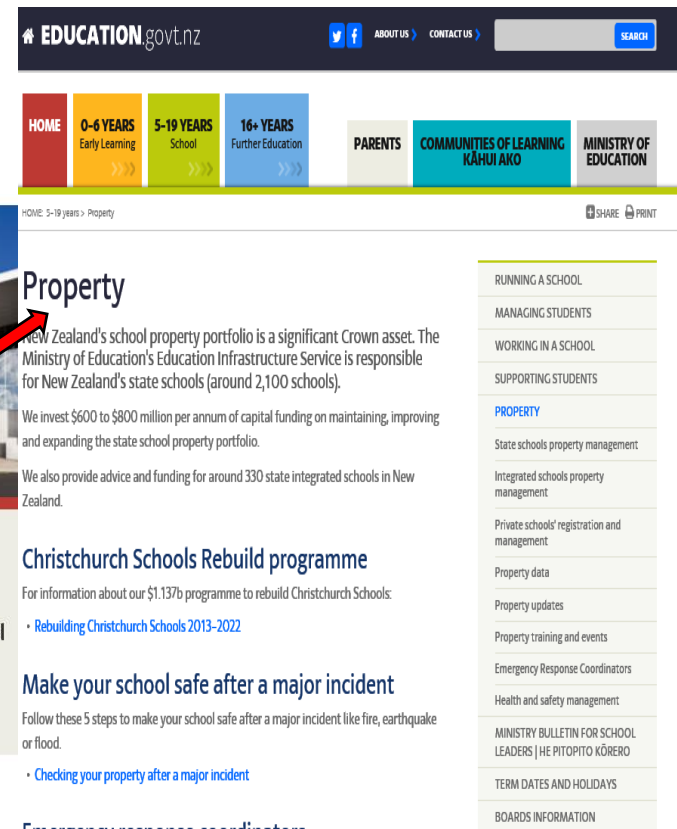 EDUCATION.govt.nz
ABOUT US
CONTACT US
SEARCH
HOME
0-6 YEARS
Early Learning
5-19 YEARS
School
16+ YEARS
Further Education
PARENTS
COMMUNITIES OF LEARNING
KĀHUI AKO
MINISTRY OF
EDUCATION
HOME: 5-19 years > Property
SHARE
PRINT
Property
New Zealand's school property portfolio is a significant Crown asset. The
Ministry of Education's Education Infrastructure Service is responsible
for New Zealand's state schools (around 2,100 schools).
We invest $600 to $800 million per annum of capital funding on maintaining, improving
and expanding the state school property portfolio.
We also provide advice and funding for around 330 state integrated schools in New
Zealand.
Christchurch Schools Rebuild programme
For information about our $1.137b programme to rebuild Christchurch Schools:
• Rebuilding Christchurch Schools 2013-2022
Make your school safe after a major incident
Follow these 5 steps to make your school safe after a major incident like fire, earthquake
or flood.
• Checking your property after a major incident
RUNNING A SCHOOL
MANAGING STUDENTS
WORKING IN A SCHOOL
SUPPORTING STUDENTS
PROPERTY
State schools property management
Integrated schools property
management
Private schools' registration and
management
Property data
Property updates
Property training and events
Emergency Response Coordinators
Health and safety management
MINISTRY BULLETIN FOR SCHOOL
LEADERS | HE PITOPITO KŌRERO
TERM DATES AND HOLIDAYS
BOARDS INFORMATION